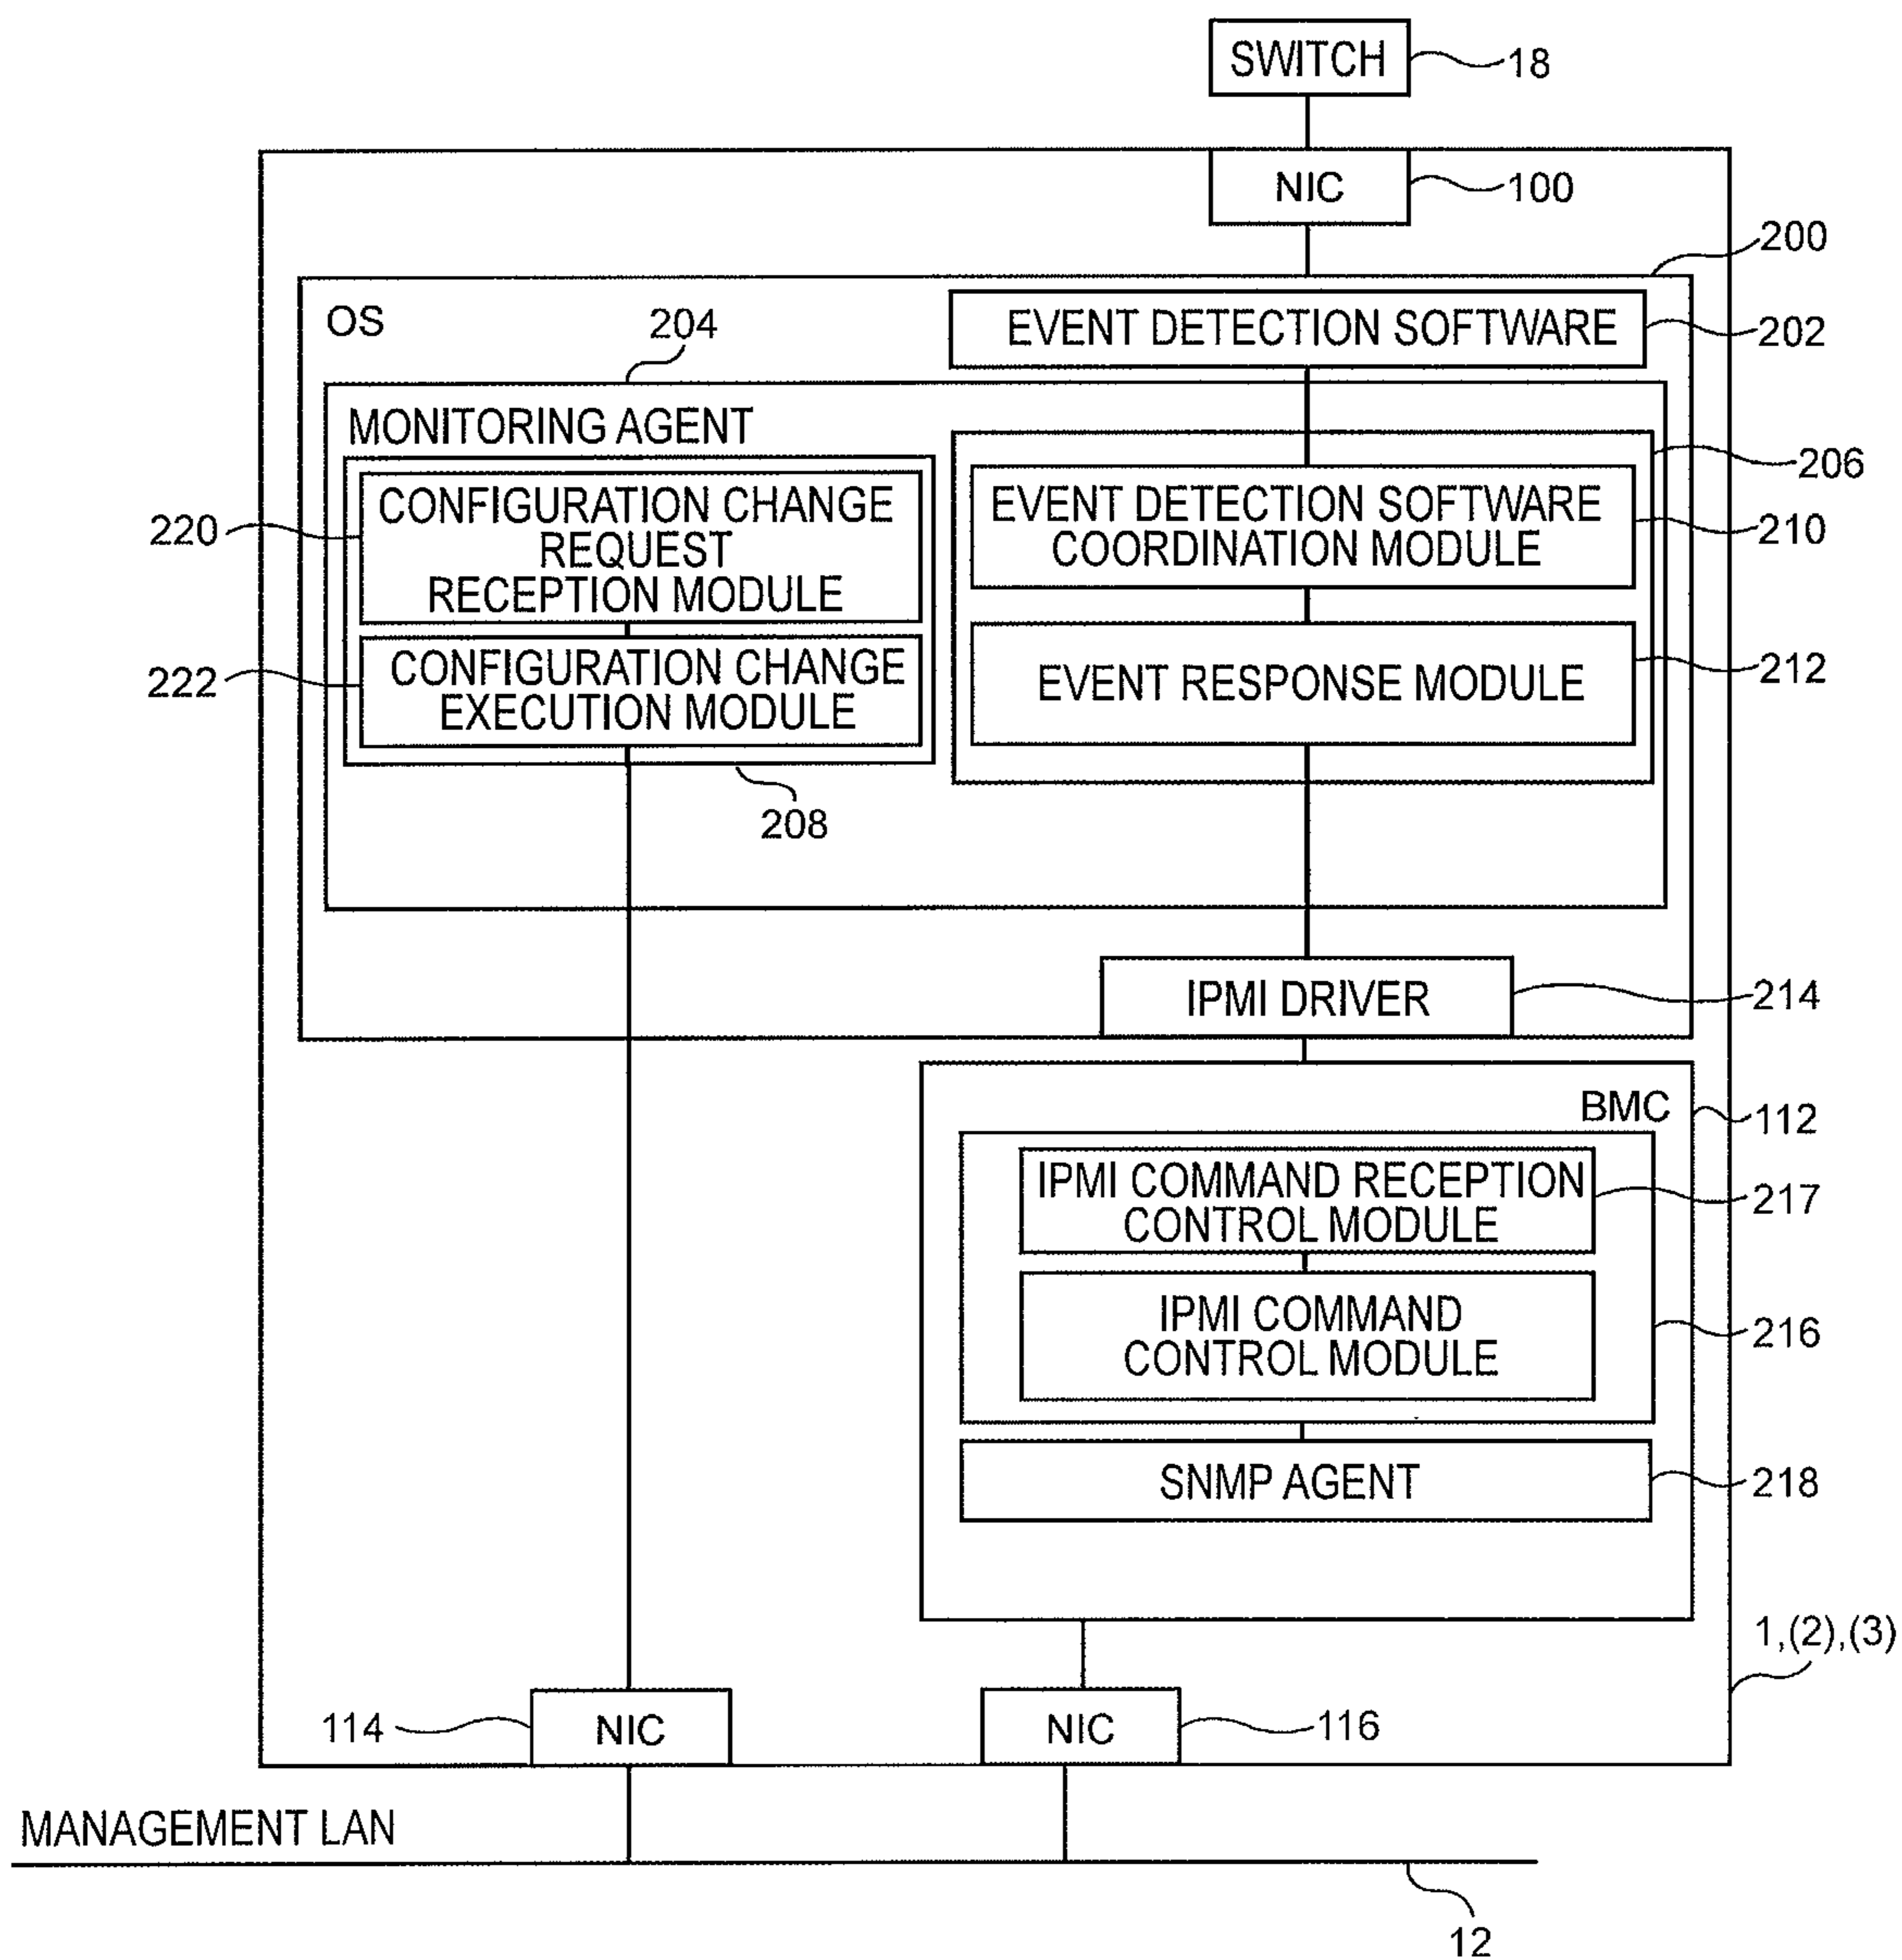 SWITCH
18
NIC
100
200
OS
EVENT DETECTION SOFTWARE
202
204
MONITORING AGENT
206
CONFIGURATION CHANGE
REQUEST
RECEPTION MODULE
220
EVENT DETECTION SOFTWARE
COORDINATION MODULE
210
CONFIGURATION CHANGE
EXECUTION MODULE
222
EVENT RESPONSE MODULE
212
208
IPMI DRIVER
214
BMC
112
IPMI COMMAND RECEPTION
CONTROL MODULE
217
IPMI COMMAND
CONTROL MODULE
216
SNMP AGENT
218
1,(2),(3)
114
NIC
NIC
116
MANAGEMENT LAN
12